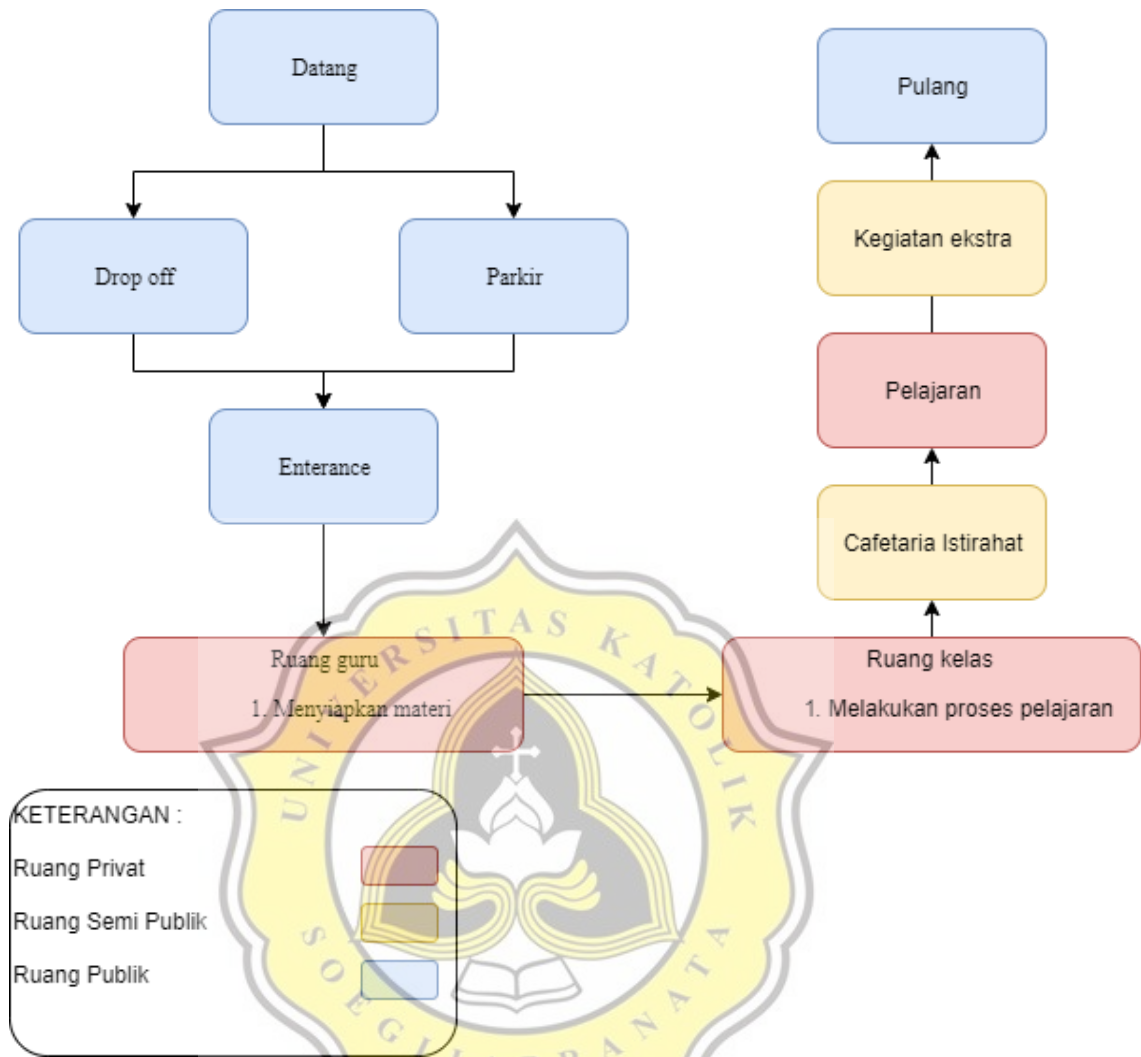 Datang
Drop off
Parkir
Enterance
Ruang guru
1. Menyiapkan materi
Ruang kelas
1. Melakukan proses pelajaran
Cafetaria Istirahat
Pelajaran
Kegiatan ekstra
Pulang
KETERANGAN :
Ruang Privat
Ruang Semi Publik
Ruang Publik
UNIVERSITAS KATOLIK